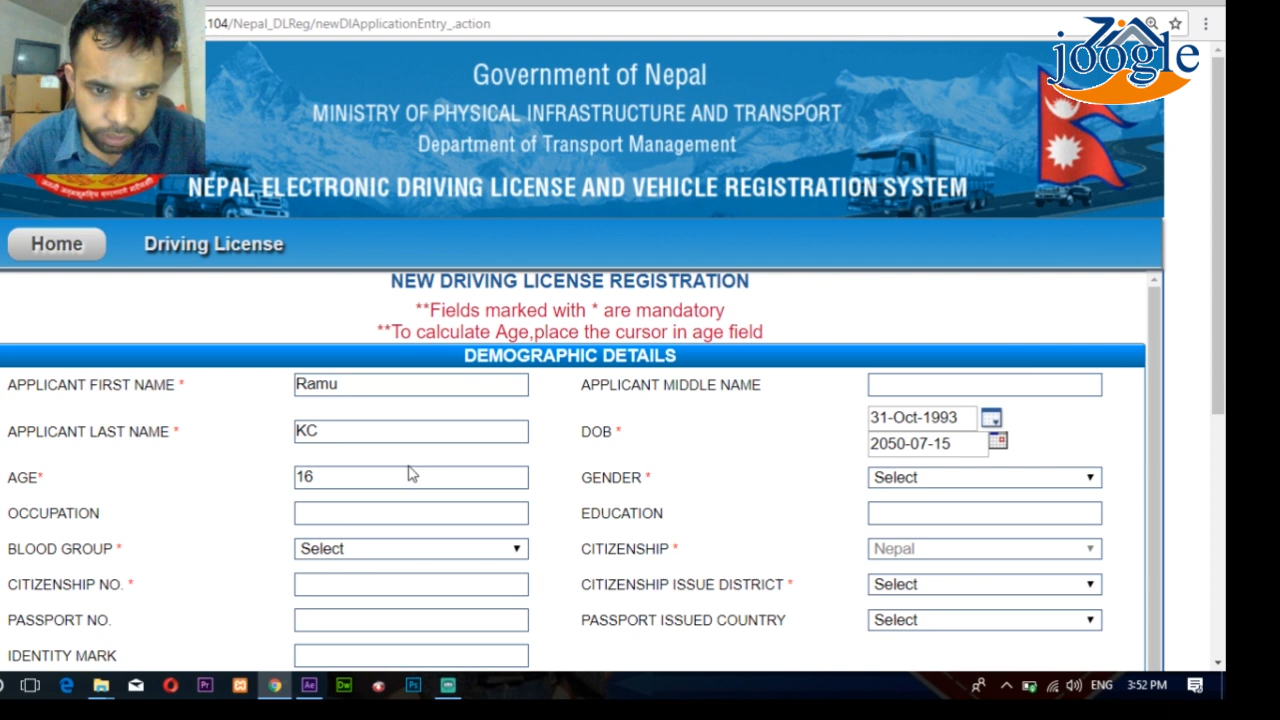 .104/Nepal_DLReg/newDlApplicationEntry_.action
joogle
Government of Nepal
MINISTRY OF PHYSICAL INFRASTRUCTURE AND TRANSPORT
Department of Transport Management
NEPAL ELECTRONIC DRIVING LICENSE AND VEHICLE REGISTRATION SYSTEM
Home Driving License
NEW DRIVING LICENSE REGISTRATION
**Fields marked with * are mandatory
**To calculate Age,place the cursor in age field
DEMOGRAPHIC DETAILS
APPLICANT FIRST NAME * Ramu APPLICANT MIDDLE NAME
31-Oct-1993
APPLICANT LAST NAME * KC DOB *
2050-07-15
AGE* 16 GENDER * Select
OCCUPATION EDUCATION
BLOOD GROUP * Select CITIZENSHIP * Nepal
CITIZENSHIP NO. * CITIZENSHIP ISSUE DISTRICT * Select
PASSPORT NO. PASSPORT ISSUED COUNTRY Select
IDENTITY MARK
Pr Ae Dw Ps ENG 3:52 PM